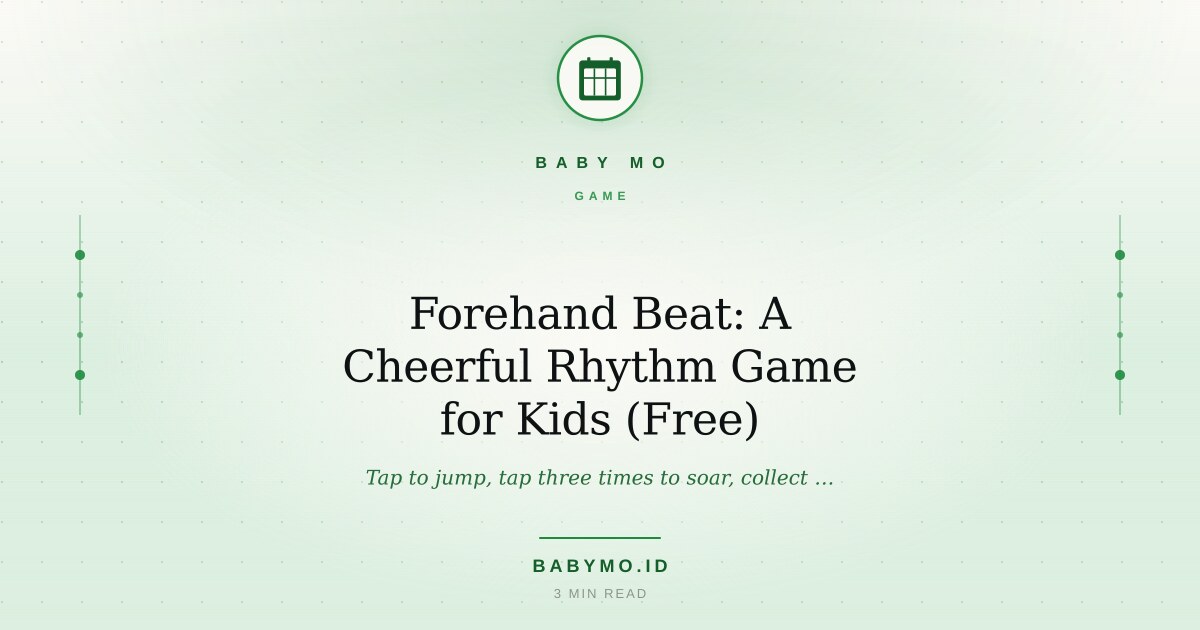 BABY MO
GAME
Forehand Beat: A
Cheerful Rhythm Game
for Kids (Free)
Tap to jump, tap three times to soar, collect ...
BABYMO.ID
3 MIN READ